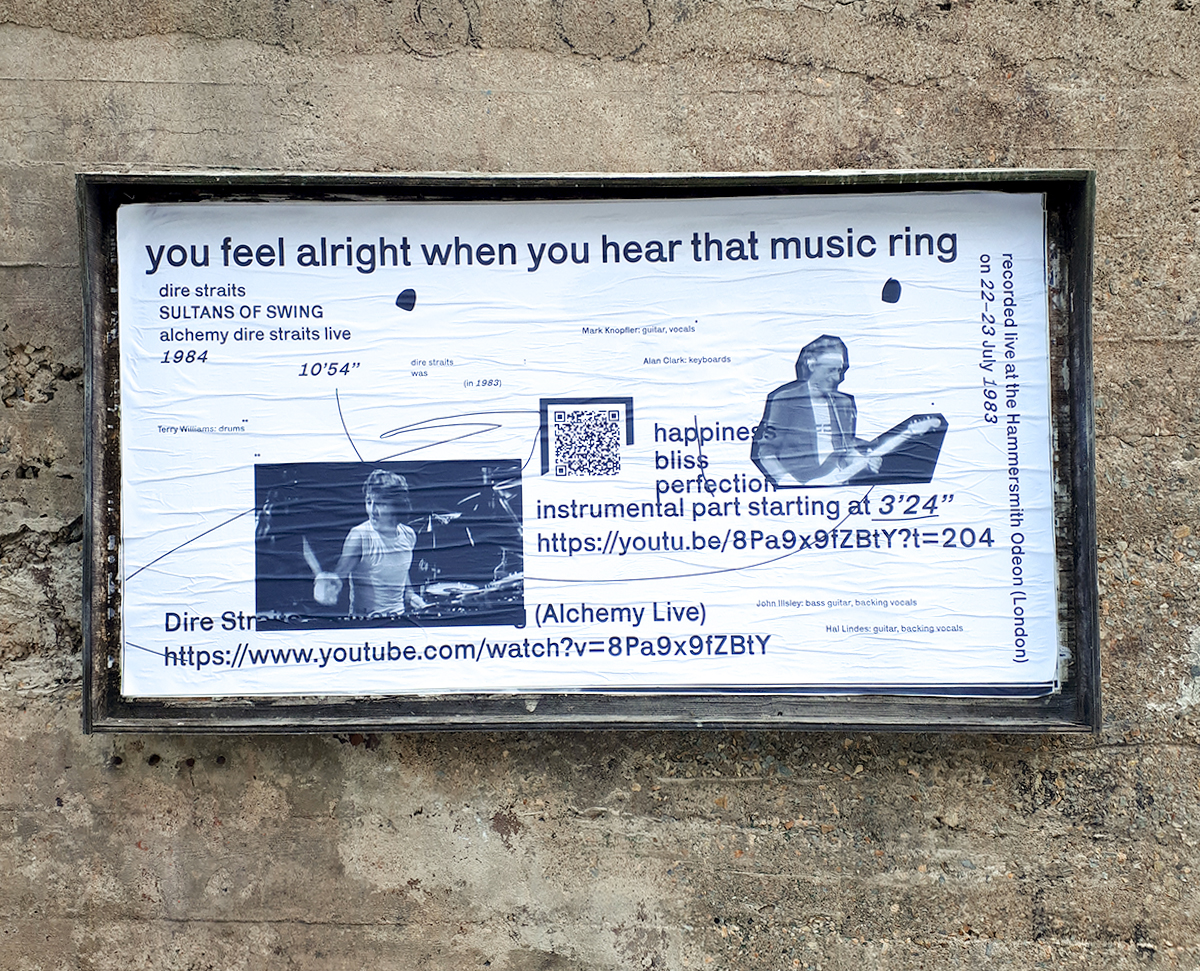 you feel alright when you hear that music ring
dire straits
SULTANS OF SWING
alchemy dire straits live
1984
10'54”
dire straits
was
(in 1983)
:
Mark Knopfler: guitar, vocals
Alan Clark: keyboards
Terry Williams: drums
happiness
bliss
perfection
instrumental part starting at 3'24”
https://youtu.be/8Pa9x9fZBtY?t=204
John Illsley: bass guitar, backing vocals
Hal Lindes: guitar, backing vocals
Dire (Alchemy Live)
https://www.youtube.com/watch?v=8Pa9x9fZBtY
recorded live at the Hammersmith Odeon (London)
on 22–23 July 1983